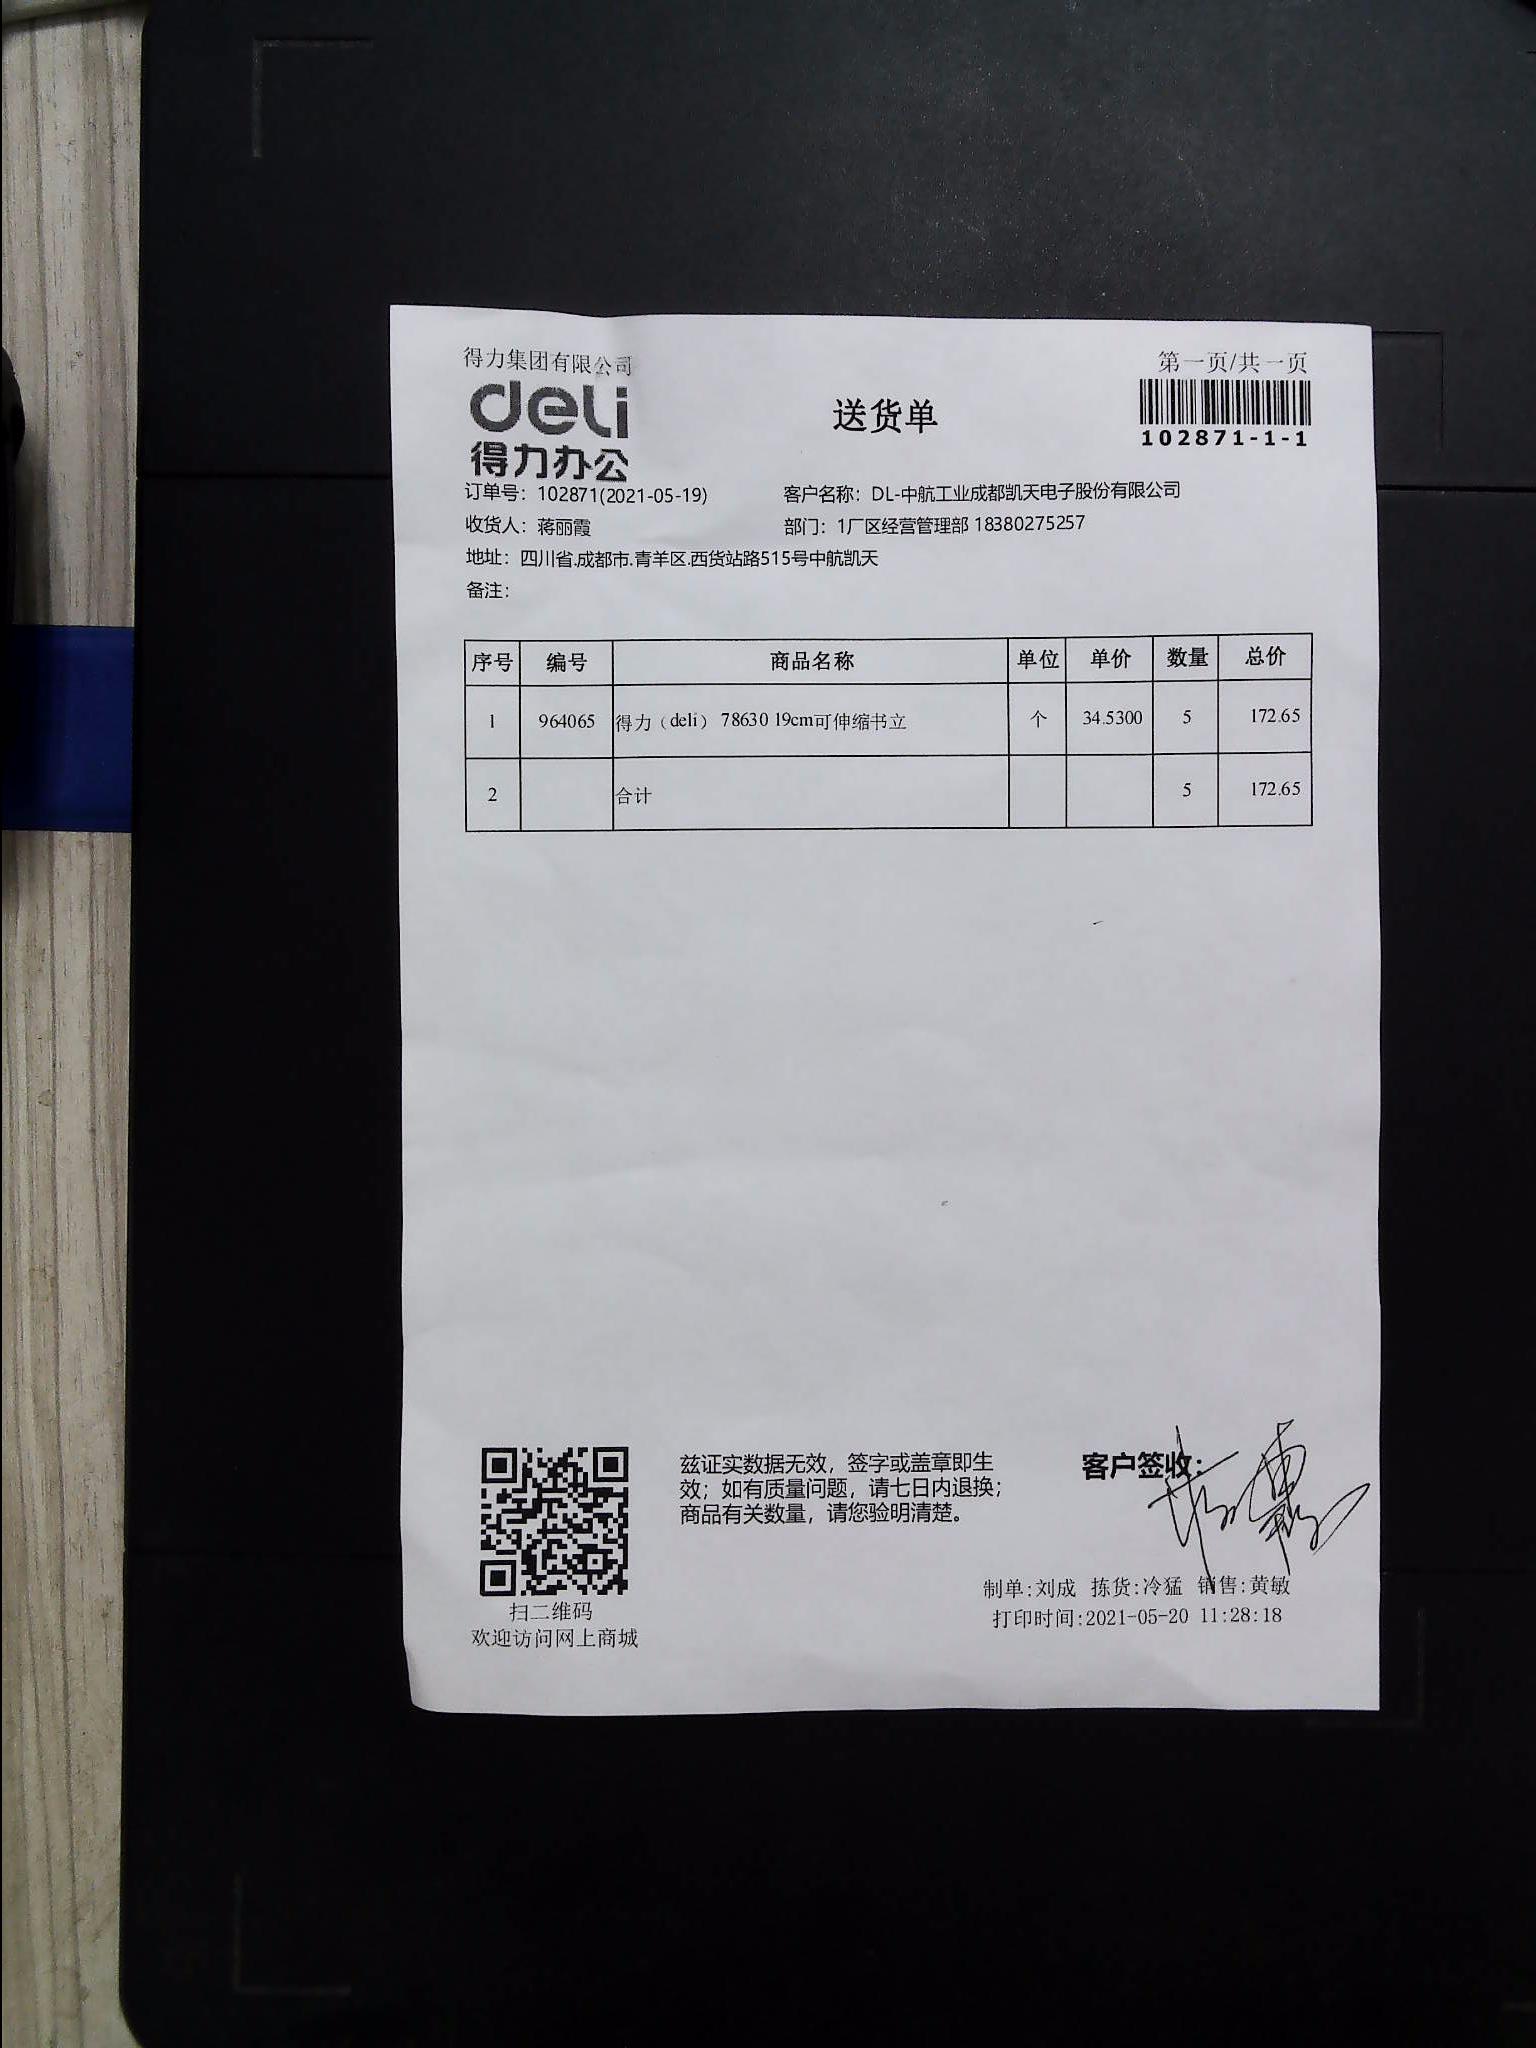 得力集团有限公司
第一页/共一页
deli
得力办公
送货单
102871-1-1
订单号：102871(2021-05-19)
客户名称：DL-中航工业成都凯天电子股份有限公司
收货人：蒋丽霞
部门：1厂区经营管理部 18380275257
地址：四川省.成都市.青羊区.西货站路515号中航凯天
备注：
序号 编号 商品名称 单位 单价 数量 总价
1 964065 得力（deli） 78630 19cm可伸缩书立 个 34.5300 5 172.65
2 合计 5 172.65
兹证实数据无效，签字或盖章即生
效；如有质量问题，请七日内退换；
商品有关数量，请您验明清楚。
客户签收：
扫二维码
欢迎访问网上商城
制单:刘成 拣货:冷猛 销售:黄敏
打印时间:2021-05-20 11:28:18